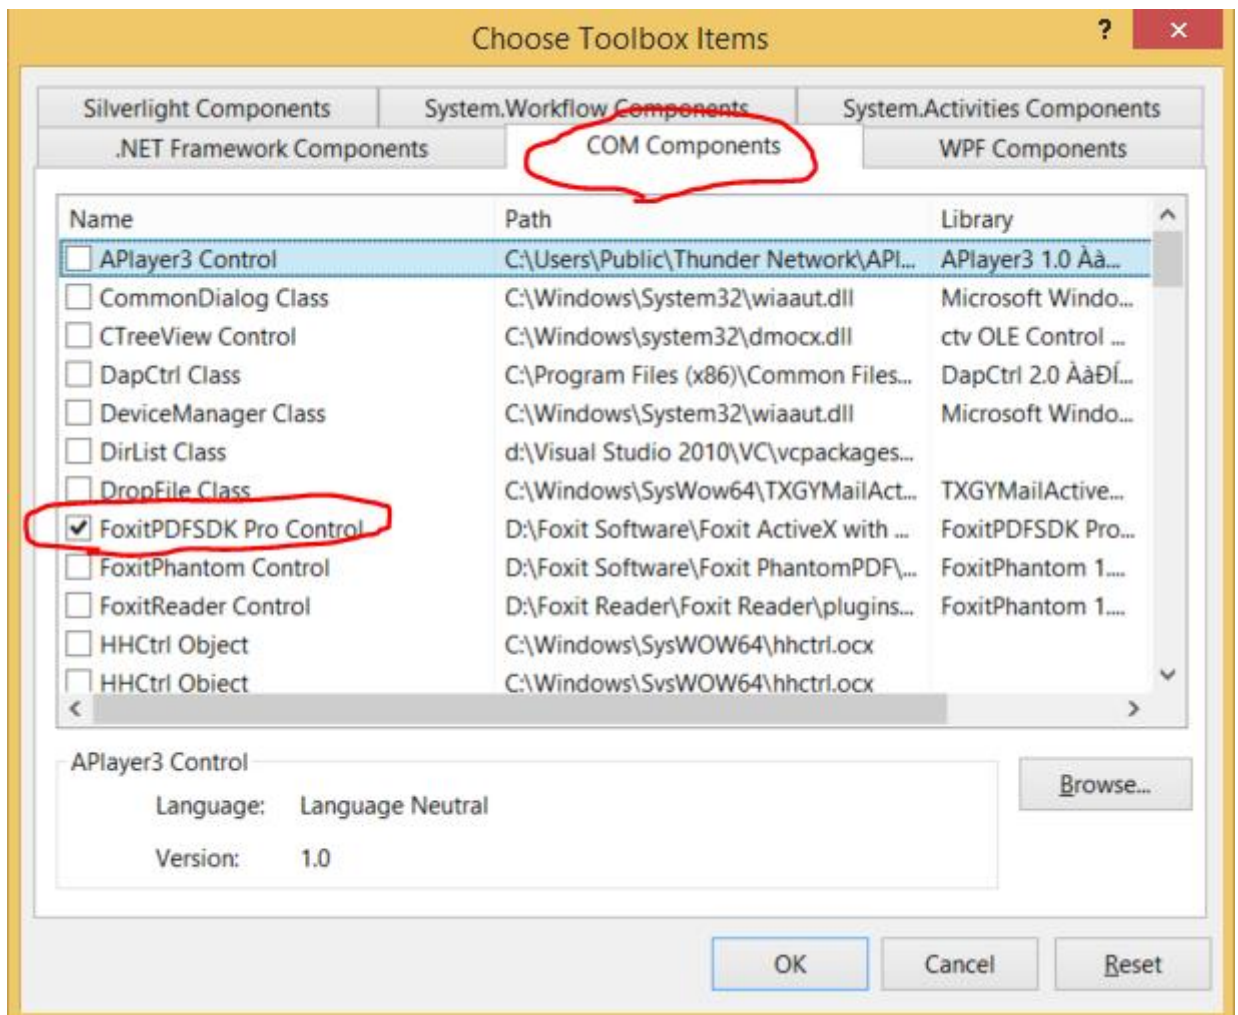 Choose Toolbox Items
?
Silverlight Components System.Workflow Components System.Activities Components
.NET Framework Components COM Components WPF Components
Name Path Library
APlayer3 Control C:\Users\Public\Thunder Network\APl... APlayer3 1.0 Àà...
CommonDialog Class C:\Windows\System32\wiaaut.dll Microsoft Windo...
CTreeView Control C:\Windows\system32\dmocx.dll ctv OLE Control ...
DapCtrl Class C:\Program Files (x86)\Common Files... DapCtrl 2.0 ÀàÐÍ...
DeviceManager Class C:\Windows\System32\wiaaut.dll Microsoft Windo...
DirList Class d:\Visual Studio 2010\VC\vcpackages...
DropFile Class C:\Windows\SysWow64\TXGYMailAct... TXGYMailActive...
FoxitPDFSDK Pro Control D:\Foxit Software\Foxit ActiveX with ... FoxitPDFSDK Pro...
FoxitPhantom Control D:\Foxit Software\Foxit PhantomPDF\... FoxitPhantom 1....
FoxitReader Control D:\Foxit Reader\Foxit Reader\plugins... FoxitPhantom 1....
HHCtrl Object C:\Windows\SysWOW64\hhctrl.ocx
HHCtrl Object C:\Windows\SysWOW64\hhctrl.ocx
APlayer3 Control
Browse...
Language: Language Neutral
Version: 1.0
OK Cancel Reset